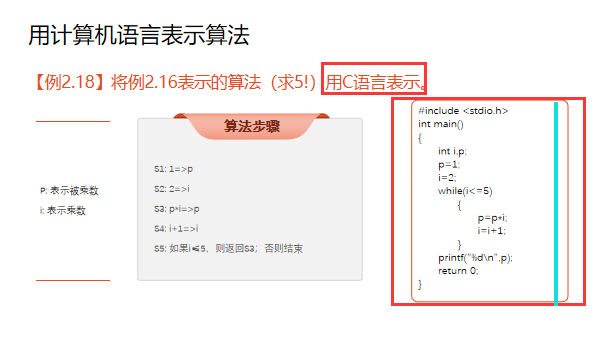 用计算机语言表示算法
【例2.18】将例2.16表示的算法（求5!）用C语言表示。
P: 表示被乘数
i: 表示乘数
算法步骤
S1: 1=>p
S2: 2=>i
S3: p*i=>p
S4: i+1=>i
S5: 如果i≤5，则返回S3；否则结束
#include <stdio.h>
int main()
{
int i,p;
p=1;
i=2;
while(i<=5)
{
p=p*i;
i=i+1;
}
printf("%d\n",p);
return 0;
}